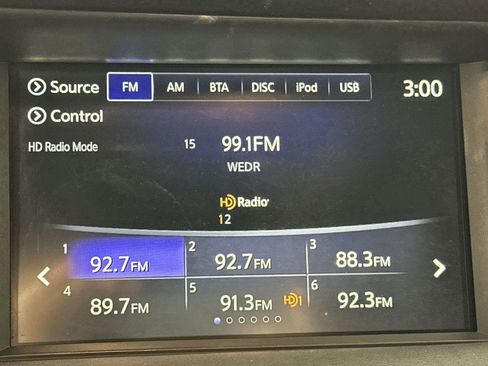 Source FM AM BTA DISC iPod USB 3:00
Control
HD Radio Mode 15 99.1FM
WEDR
HD Radio
12
1 92.7FM 2 92.7FM 3 88.3FM
4 89.7FM 5 91.3FM HD1 6 92.3FM